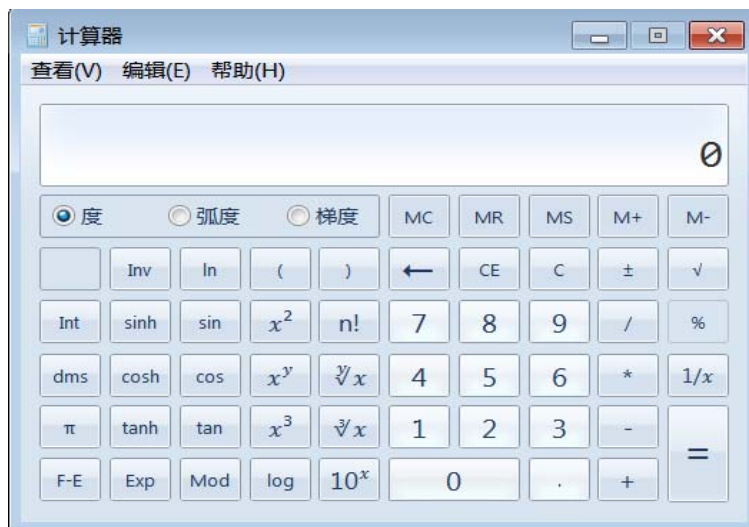 计算器
查看(V) 编辑(E) 帮助(H)
0
度 弧度 梯度 MC MR MS M+ M-
Inv ln ( ) ← CE C ± √
Int sinh sin x² n! 7 8 9 / %
dms cosh cos xʸ ʸ√x 4 5 6 * 1/x
π tanh tan x³ ³√x 1 2 3 - =
F-E Exp Mod log 10ˣ 0 . +